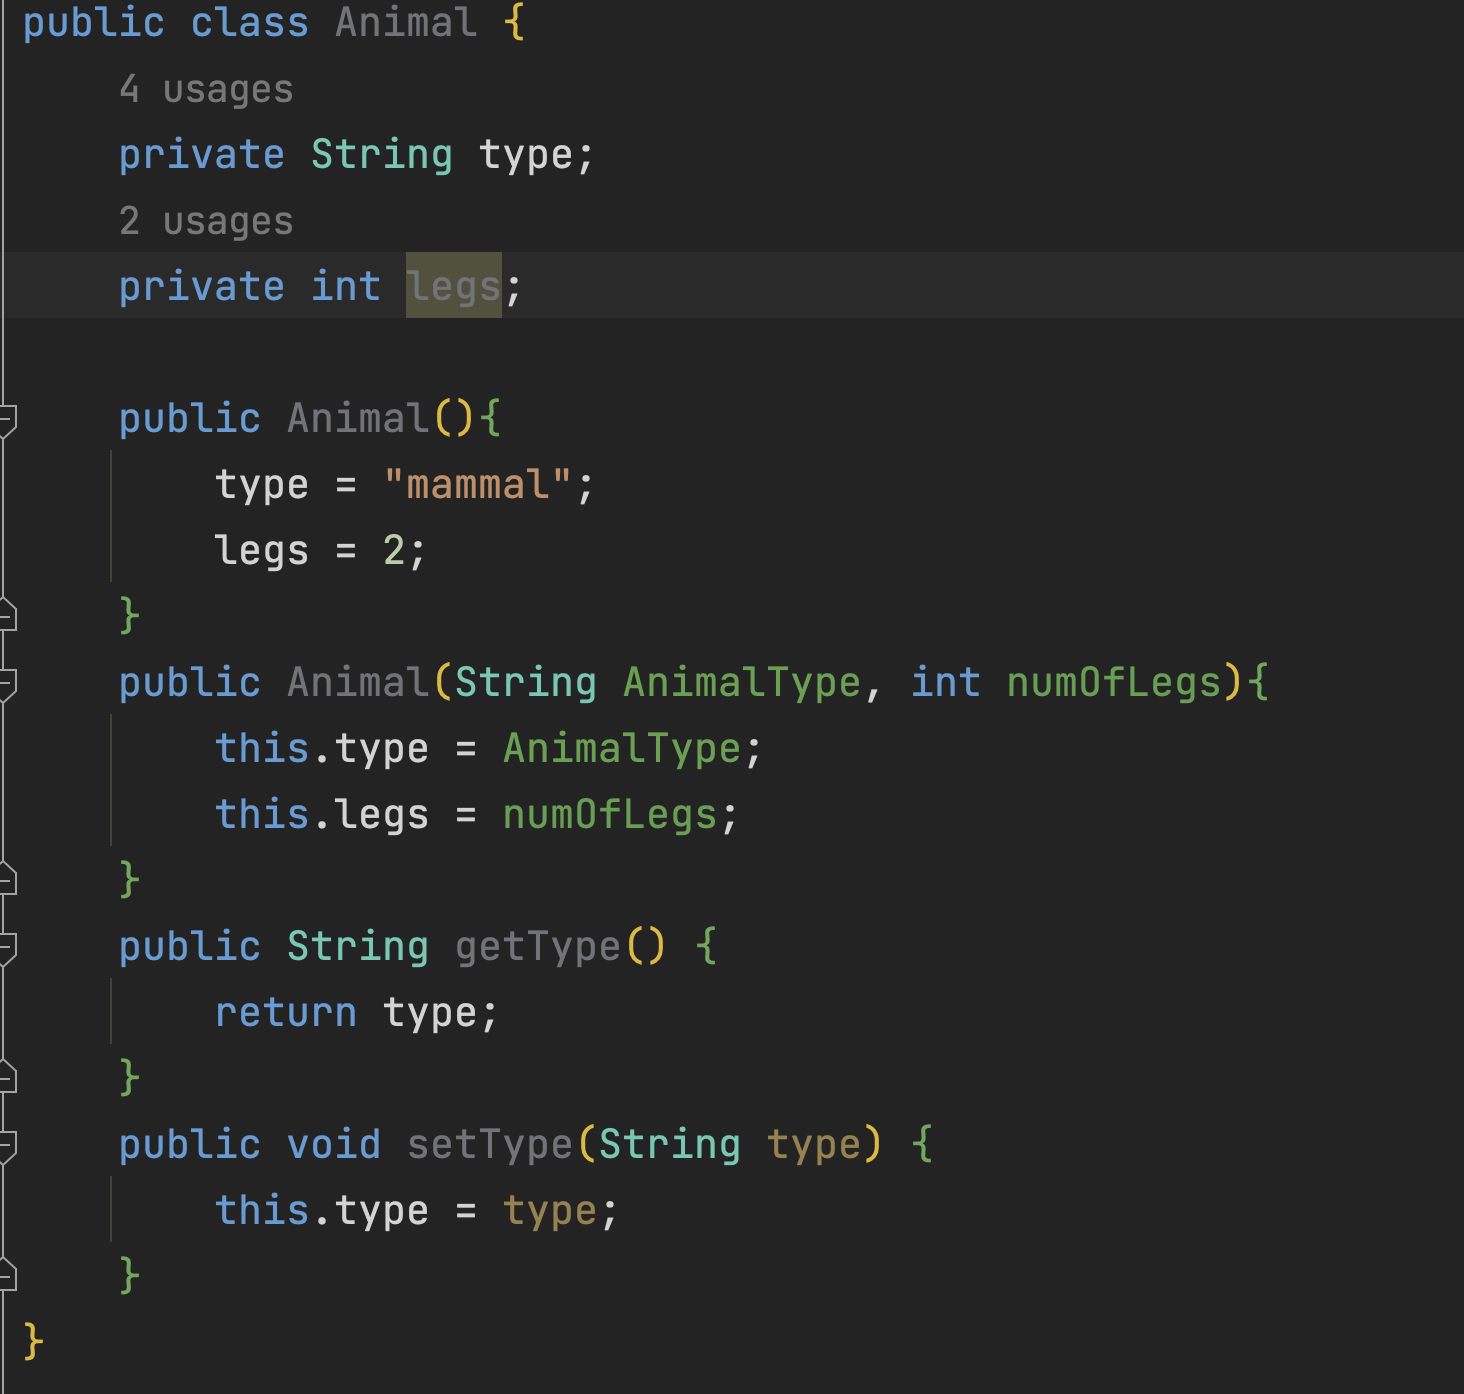 public class Animal {
4 usages
private String type;
2 usages
private int legs;
public Animal(){
type = "mammal";
legs = 2;
}
public Animal(String AnimalType, int numOfLegs){
this.type = AnimalType;
this.legs = numOfLegs;
}
public String getType() {
return type;
}
public void setType(String type) {
this.type = type;
}
}